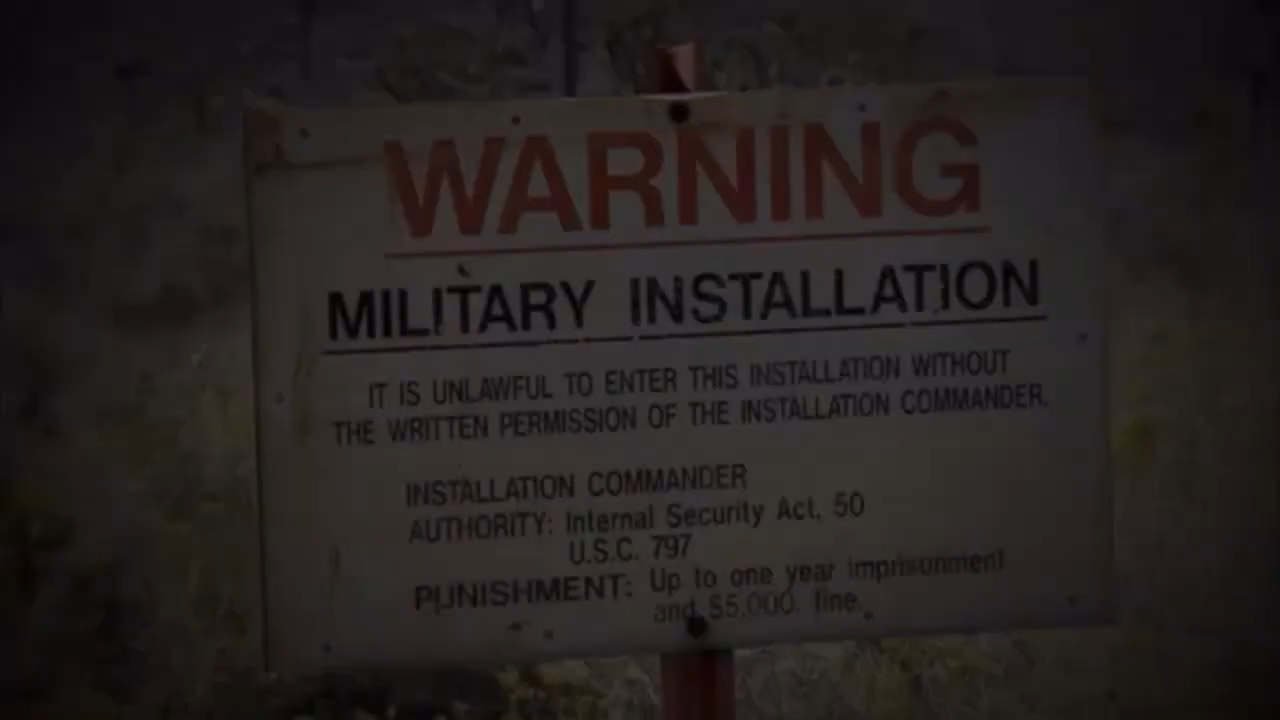 WARNING
MILITARY INSTALLATION
IT IS UNLAWFUL TO ENTER THIS INSTALLATION WITHOUT
THE WRITTEN PERMISSION OF THE INSTALLATION COMMANDER.
INSTALLATION COMMANDER
AUTHORITY: Internal Security Act, 50
U.S.C. 797
PUNISHMENT: Up to one year imprisonment
and $5,000. fine.